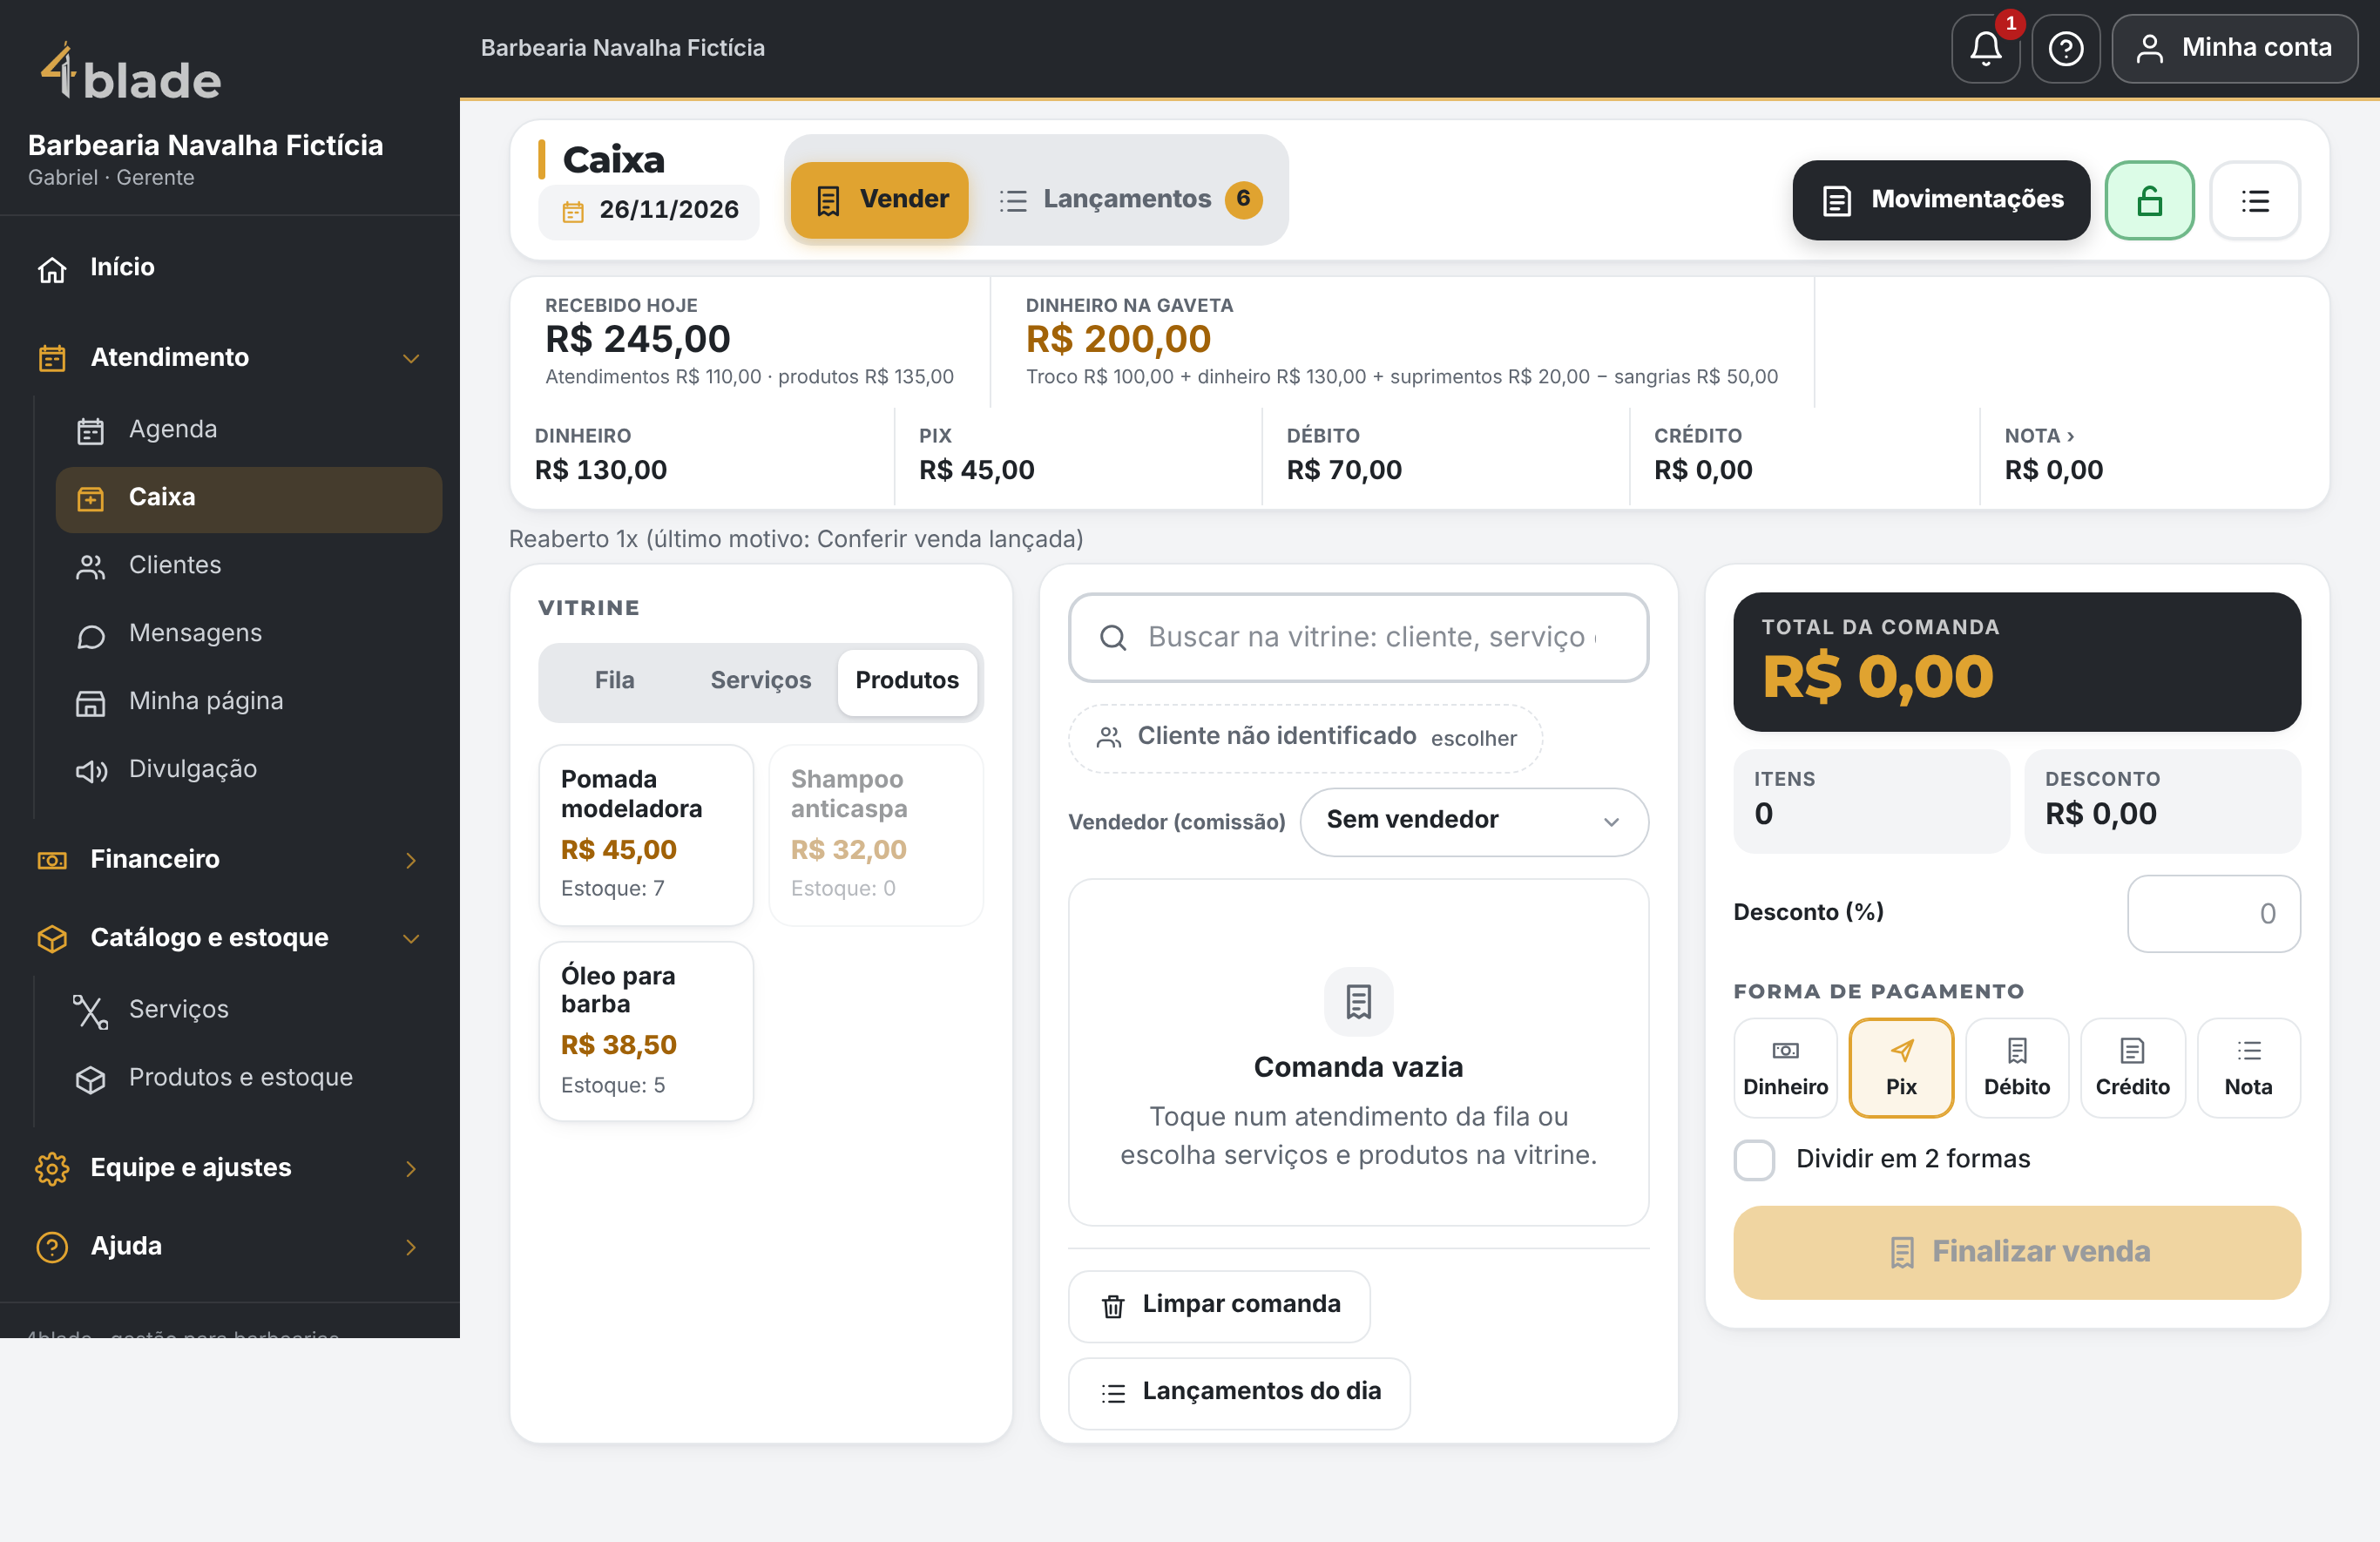 4blade
Barbearia Navalha Fictícia
Gabriel · Gerente
Início
Atendimento
Agenda
Caixa
Clientes
Mensagens
Minha página
Divulgação
Financeiro
Catálogo e estoque
Serviços
Produtos e estoque
Equipe e ajustes
Ajuda
4blade · gestão para barbearias
Barbearia Navalha Fictícia
1
Minha conta
Caixa
26/11/2026
Vender
Lançamentos 6
Movimentações
RECEBIDO HOJE
R$ 245,00
Atendimentos R$ 110,00 · produtos R$ 135,00
DINHEIRO NA GAVETA
R$ 200,00
Troco R$ 100,00 + dinheiro R$ 130,00 + suprimentos R$ 20,00 − sangrias R$ 50,00
DINHEIRO
R$ 130,00
PIX
R$ 45,00
DÉBITO
R$ 70,00
CRÉDITO
R$ 0,00
NOTA ›
R$ 0,00
Reaberto 1x (último motivo: Conferir venda lançada)
VITRINE
Fila
Serviços
Produtos
Pomada
modeladora
R$ 45,00
Estoque: 7
Shampoo
anticaspa
R$ 32,00
Estoque: 0
Óleo para
barba
R$ 38,50
Estoque: 5
Buscar na vitrine: cliente, serviço
Cliente não identificado escolher
Vendedor (comissão)
Sem vendedor
Comanda vazia
Toque num atendimento da fila ou
escolha serviços e produtos na vitrine.
Limpar comanda
Lançamentos do dia
TOTAL DA COMANDA
R$ 0,00
ITENS
0
DESCONTO
R$ 0,00
Desconto (%)
0
FORMA DE PAGAMENTO
Dinheiro
Pix
Débito
Crédito
Nota
Dividir em 2 formas
Finalizar venda